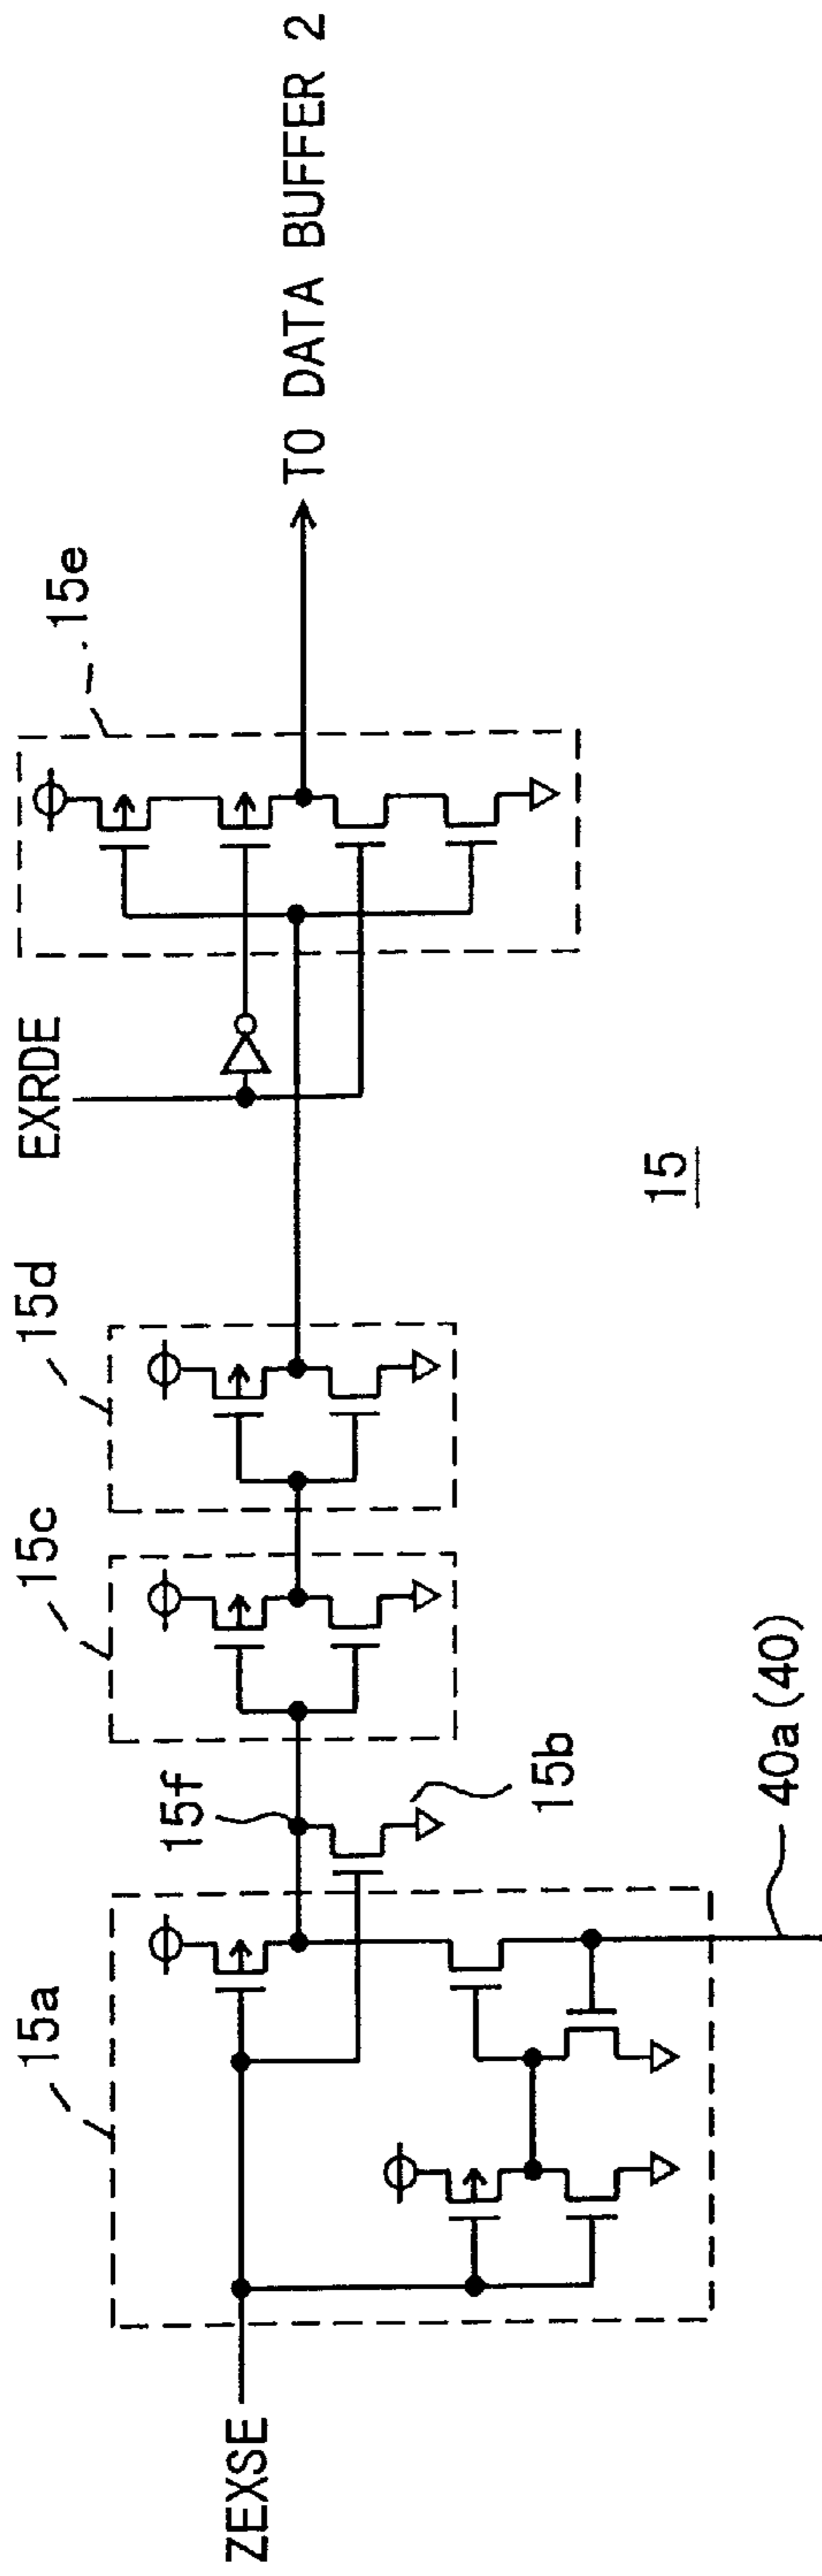 ZEXSE
15a
15f
15b
40a(40)
15c
15d
EXRDE
15e
TO DATA BUFFER 2
15